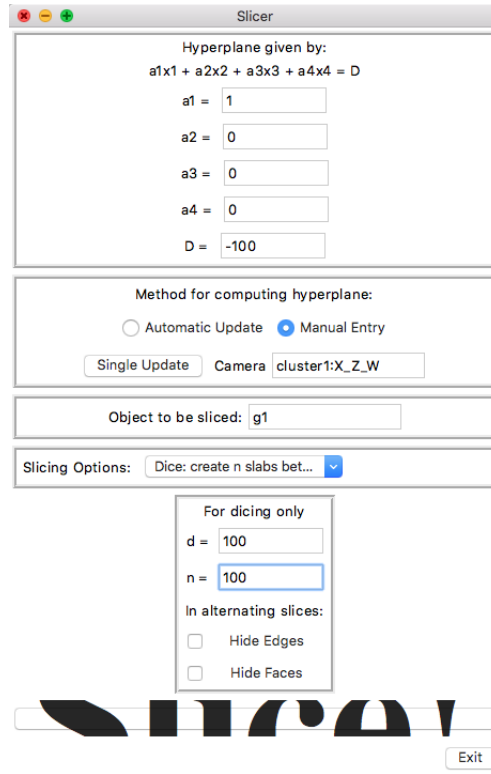 Slicer
Hyperplane given by:
a1x1 + a2x2 + a3x3 + a4x4 = D
a1 = 1
a2 = 0
a3 = 0
a4 = 0
D = -100
Method for computing hyperplane:
Automatic Update Manual Entry
Single Update Camera cluster1:X_Z_W
Object to be sliced: g1
Slicing Options: Dice: create n slabs bet...
For dicing only
d = 100
n = 100
In alternating slices:
Hide Edges
Hide Faces
Slice!
Exit